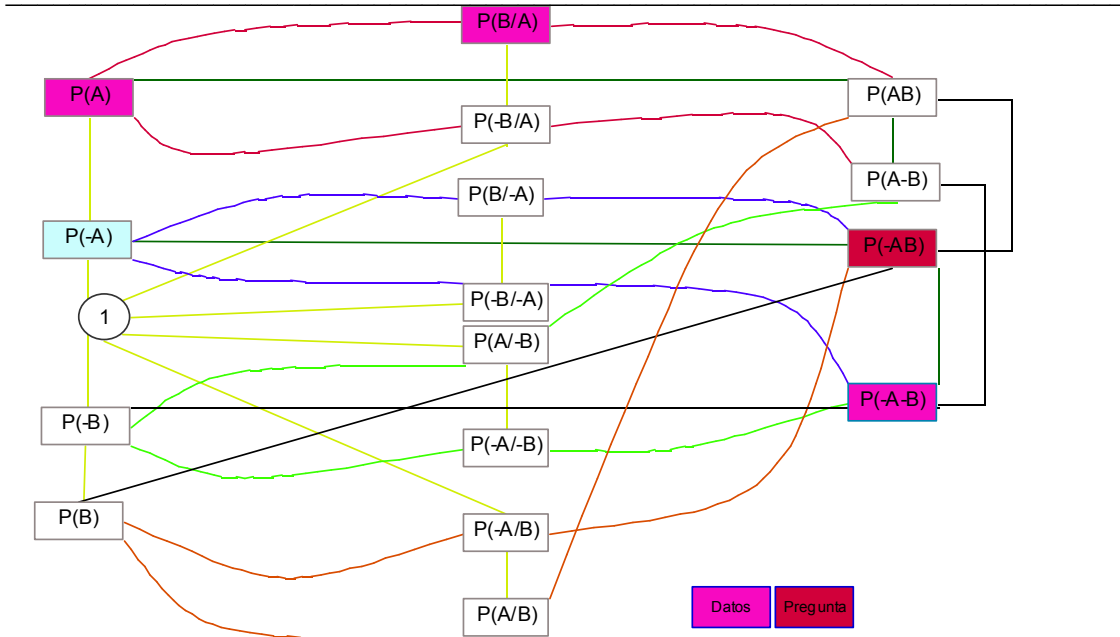 P(B/A)
P(A)
P(AB)
P(-B/A)
P(A-B)
P(B/-A)
P(-A)
P(-AB)
P(-B/-A)
1
P(A/-B)
P(-A-B)
P(-B)
P(-A/-B)
P(B)
P(-A/B)
P(A/B)
Datos
Pregunta